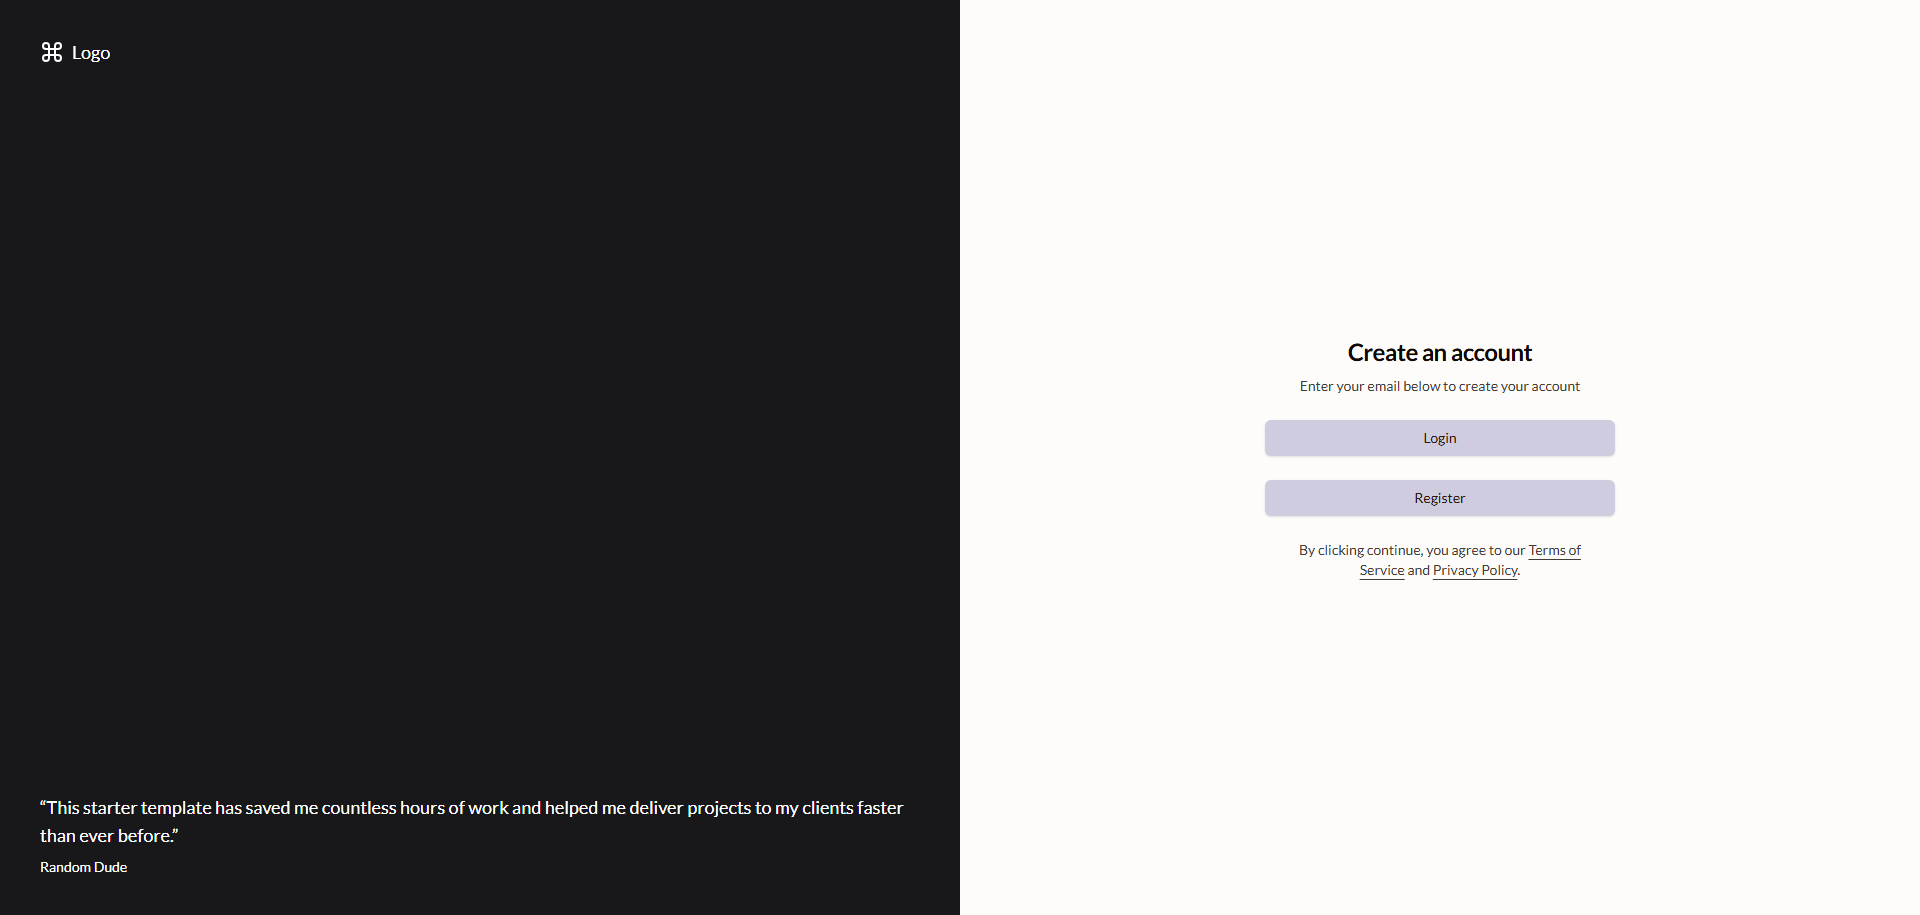 Logo
“This starter template has saved me countless hours of work and helped me deliver projects to my clients faster
than ever before.”
Random Dude
Create an account
Enter your email below to create your account
Login
Register
By clicking continue, you agree to our Terms of
Service and Privacy Policy.